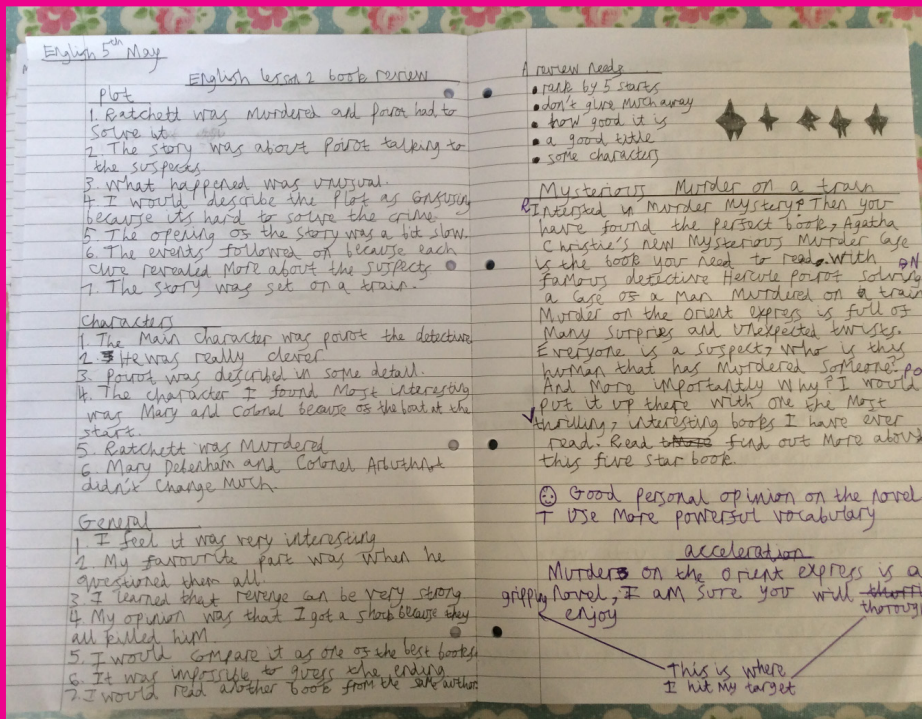 English 5th May
English lesson 2 book review
Plot
1. Ratchett was Murdered and poirot had to
Solve it
2. The story was about poirot talking to
the suspects
3. What happened was unusual.
4. I would describe the plot as confusing
because its hard to solve the crime.
5. The opening of the story was a bit slow.
6. The events followed on because each
clue revealed More about the suspects
7. The story was set on a train.
Characters
1. The Main Character was poirot the detective
2. He was really clever
3. Poirot was described in some detail.
4. The character I found Most interesting
was Mary and Colonal because of the boat at the
start.
5. Ratchett was Murdered
6. Mary Debenham and Colonel Arbuthnot
didn't Change Much.
General
1. I feel it was very interesting
2. My favourite part was when he
questioned them all.
3. I learned that revenge can be very strong
4. My opinion was that I got a shock because they
all killed him.
5. I would compare it as one of the best books
6. It was impossible to guess the ending
7. I would read another book from the same author.
A review needs
• rank by 5 starts
• don't give Much away
• how good it is
• a good title
• some characters
Mysterious Murder on a train
Interested in Murder Mystery? Then you
have found the perfect book, Agatha
Christie's new Mysterious Murder Case
is the book you need to read. With
famous detective Hercule poirot solving
a case of a Man Murdered on a train
Murder on the orient express is full of
Many surprises and unexpected twists.
Everyone is a suspect, who is this
human that has Murdered someone?
And More importantly why? I would
put it up there with one the Most
thrilling, interesting books I have ever
read. Read find out More about
this five star book.
Good personal opinion on the novel
T Use More powerful vocabulary
acceleration
Murder on the orient express is a
gripping novel, I am sure you will
enjoy
This is where
I hit my target